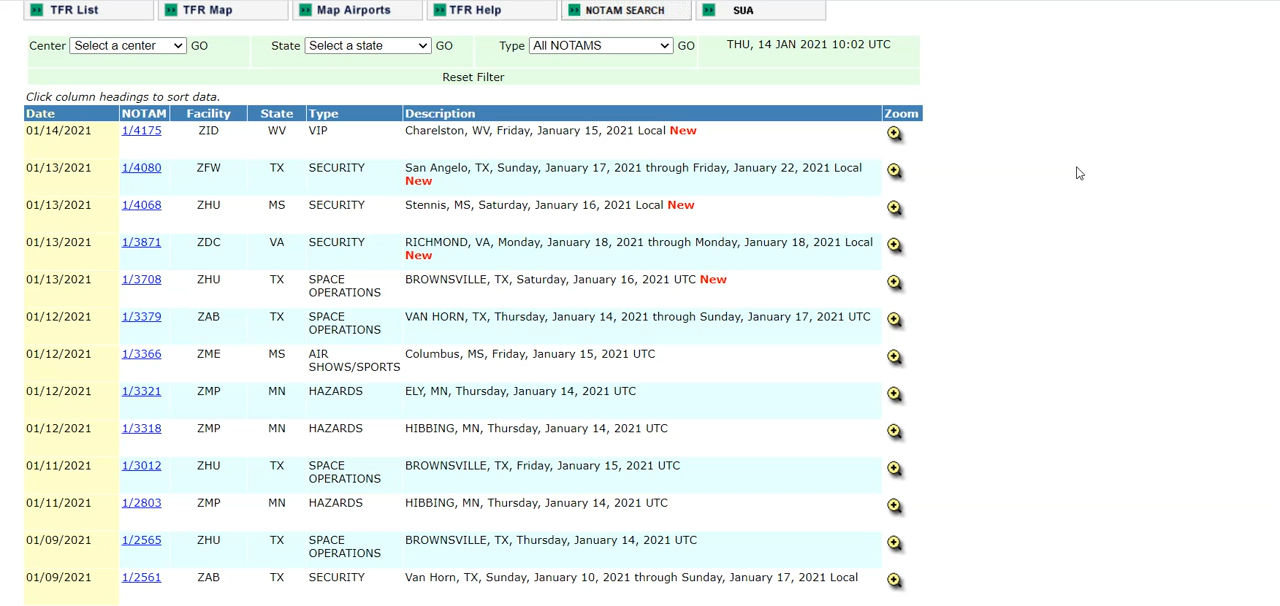 TFR List TFR Map Map Airports TFR Help NOTAM SEARCH SUA
Center Select a center GO State Select a state GO Type All NOTAMS GO THU, 14 JAN 2021 10:02 UTC
Reset Filter
Click column headings to sort data.
Date NOTAM Facility State Type Description Zoom
01/14/2021 1/4175 ZID WV VIP Charelston, WV, Friday, January 15, 2021 Local New
01/13/2021 1/4080 ZFW TX SECURITY San Angelo, TX, Sunday, January 17, 2021 through Friday, January 22, 2021 Local
New
01/13/2021 1/4068 ZHU MS SECURITY Stennis, MS, Saturday, January 16, 2021 Local New
01/13/2021 1/3871 ZDC VA SECURITY RICHMOND, VA, Monday, January 18, 2021 through Monday, January 18, 2021 Local
New
01/13/2021 1/3708 ZHU TX SPACE BROWNSVILLE, TX, Saturday, January 16, 2021 UTC New
OPERATIONS
01/12/2021 1/3379 ZAB TX SPACE VAN HORN, TX, Thursday, January 14, 2021 through Sunday, January 17, 2021 UTC
OPERATIONS
01/12/2021 1/3366 ZME MS AIR Columbus, MS, Friday, January 15, 2021 UTC
SHOWS/SPORTS
01/12/2021 1/3321 ZMP MN HAZARDS ELY, MN, Thursday, January 14, 2021 UTC
01/12/2021 1/3318 ZMP MN HAZARDS HIBBING, MN, Thursday, January 14, 2021 UTC
01/11/2021 1/3012 ZHU TX SPACE BROWNSVILLE, TX, Friday, January 15, 2021 UTC
OPERATIONS
01/11/2021 1/2803 ZMP MN HAZARDS HIBBING, MN, Thursday, January 14, 2021 UTC
01/09/2021 1/2565 ZHU TX SPACE BROWNSVILLE, TX, Thursday, January 14, 2021 UTC
OPERATIONS
01/09/2021 1/2561 ZAB TX SECURITY Van Horn, TX, Sunday, January 10, 2021 through Sunday, January 17, 2021 Local